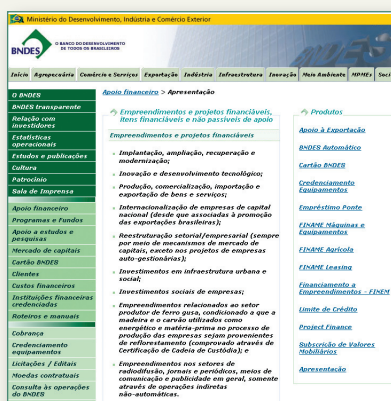 Ministério do Desenvolvimento, Indústria e Comércio Exterior
BNDES
O BANCO DO DESENVOLVIMENTO
DE TODOS OS BRASILEIROS
Início Agropecuária Comércio e Serviços Exportação Indústria Infraestrutura Inovação Meio Ambiente MPMEs Soci
O BNDES
BNDES transparente
Relação com
investidores
Estatísticas
operacionais
Estudos e publicações
Cultura
Patrocínio
Sala de Imprensa
Apoio financeiro
Programas e Fundos
Apoio a estudos e
pesquisas
Mercado de capitais
Cartão BNDES
Clientes
Custos financeiros
Instituições financeiras
credenciadas
Roteiros e manuais
Cobrança
Credenciamento
equipamentos
Licitações / Editais
Moedas contratuais
Consulta às operações
do BNDES
Apoio financeiro > Apresentação
Empreendimentos e projetos financiáveis,
itens financiáveis e não passíveis de apoio
Empreendimentos e projetos financiáveis
Implantação, ampliação, recuperação e
modernização;
Inovação e desenvolvimento tecnológico;
Produção, comercialização, importação e
exportação de bens e serviços;
Internacionalização de empresas de capital
nacional (desde que associadas à promoção
das exportações brasileiras);
Reestruturação setorial/empresarial (sempre
por meio de mecanismos de mercado de
capitais, exceto nos projetos de empresas
auto-gestionárias);
Investimentos em infraestrutura urbana e
social;
Investimentos sociais de empresas;
Empreendimentos relacionados ao setor
produtor de ferro gusa, condicionado a que a
madeira e o carvão utilizados como
energético e matéria-prima no processo de
produção das empresas sejam provenientes
de reflorestamento (comprovado através de
Certificação de Cadeia de Custódia); e
Empreendimentos nos setores de
radiodifusão, jornais e periódicos, meios de
comunicação e publicidade em geral, somente
através de operações indiretas
não-automáticas.
Produtos
Apoio à Exportação
BNDES Automático
Cartão BNDES
Credenciamento
Equipamentos
Empréstimo Ponte
FINAME Máquinas e
Equipamentos
FINAME Agrícola
FINAME Leasing
Financiamento a
Empreendimentos - FINEM
Limite de Crédito
Project Finance
Subscrição de Valores
Mobiliários
Apresentação